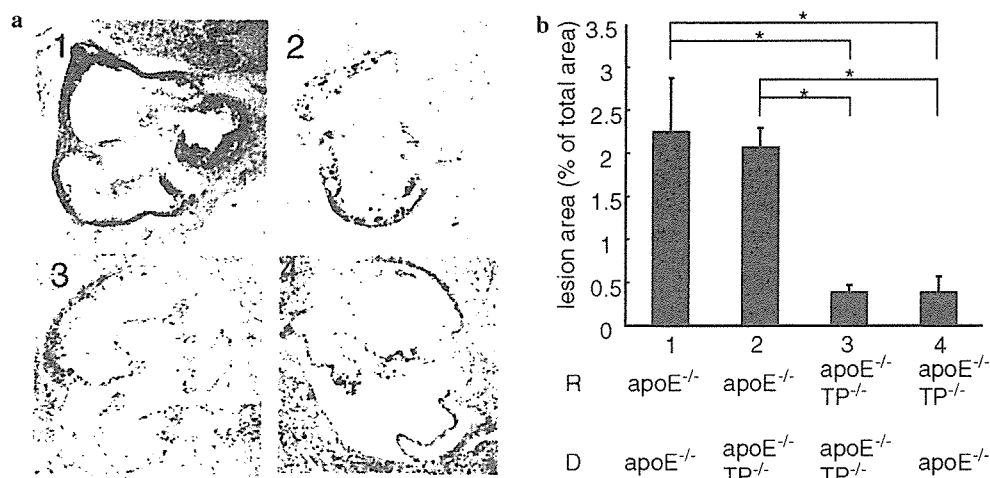 a
1
2
3
4
b
*
*
*
*
lesion area (% of total area)
3.5
3
2.5
2
1.5
1
0.5
0
1 2 3 4
R apoE-/- apoE-/- apoE-/- TP-/- apoE-/- TP-/-
D apoE-/- apoE-/- TP-/- apoE-/- TP-/- apoE-/-